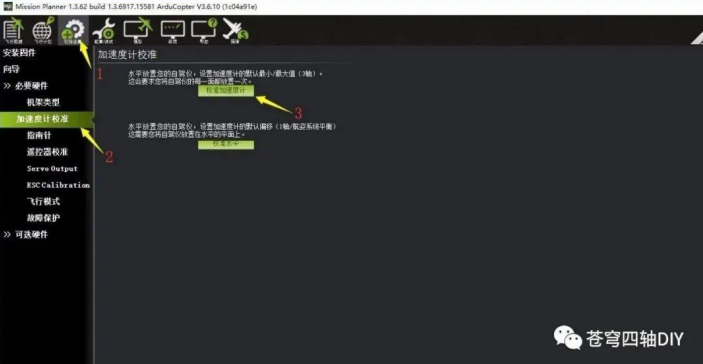 Mission Planner 1.3.62 build 1.3.6917.15581 ArduCopter V3.6.10 (1c04a91e)
飞行数据 飞行计划 初始设置 配置/调试 模拟 终端 帮助 连接
安装固件
向导
>> 必要硬件
机架类型
加速度计校准
指南针
遥控器校准
Servo Output
ESC Calibration
飞行模式
故障保护
>> 可选硬件
加速度计校准
水平放置您的自驾仪，设置加速度计的默认最小/最大值（3轴）。
这会要求您将自驾仪的每一面都放置一次。
校准加速度计
水平放置您的自驾仪，设置加速度计的默认偏移（1轴/航姿系统平衡）
这需要您将自驾仪放置在水平的平面上。
校准水平
1
2
3
苍穹四轴DIY